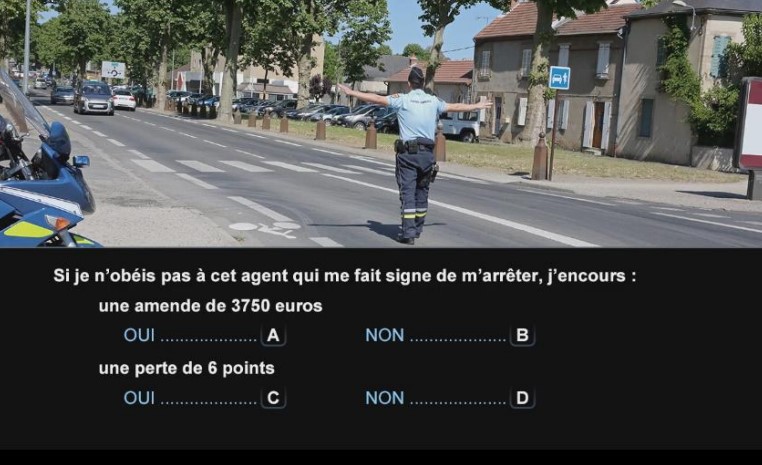 Si je n'obéis pas à cet agent qui me fait signe de m'arrêter, j'encours :
une amende de 3750 euros
OUI .................... A NON .................... B
une perte de 6 points
OUI .................... C NON .................... D